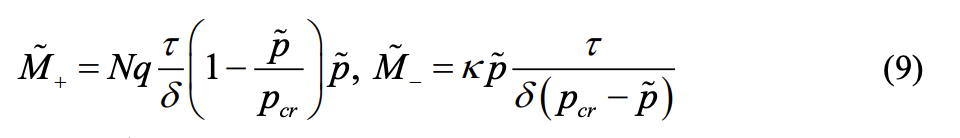 M̃₊ = Nq τ/δ (1 − p̃/p_cr) p̃, M̃₋ = κp̃ τ/(δ(p_cr − p̃)) (9)